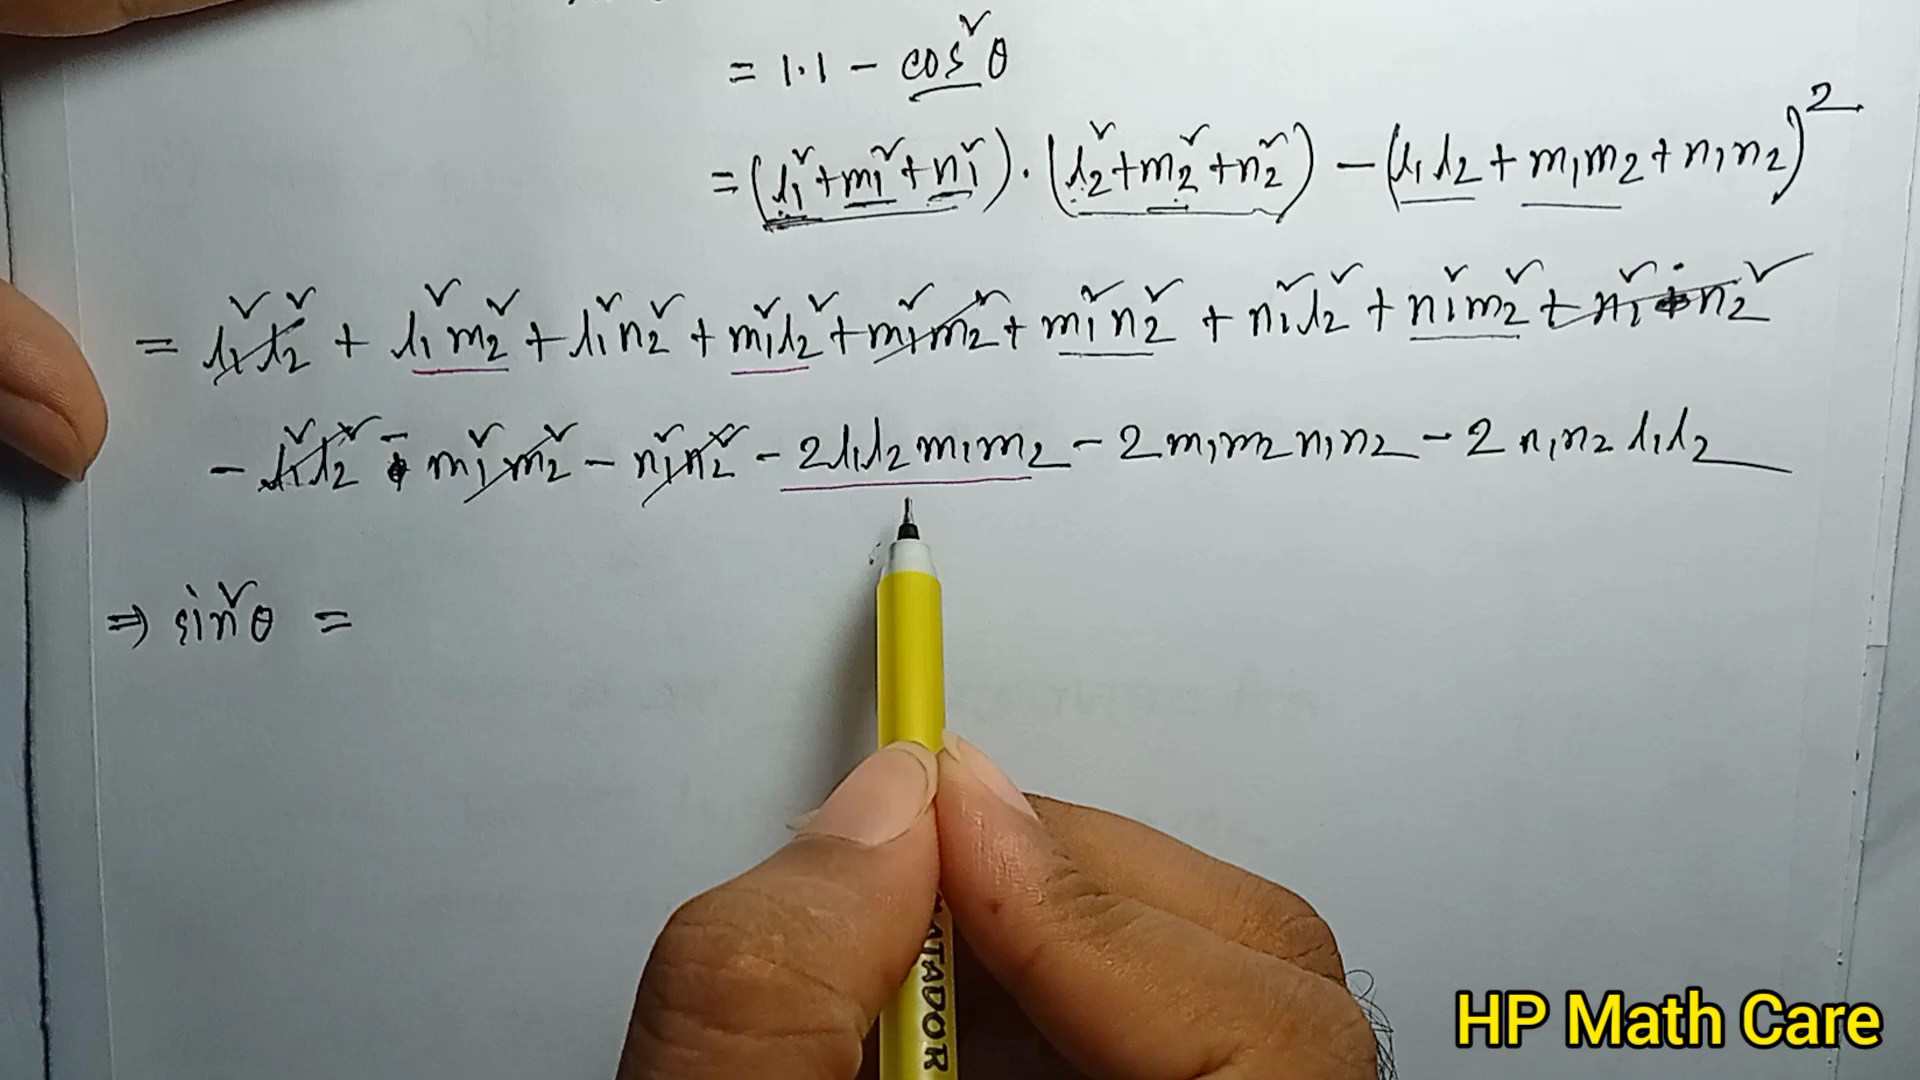 = 1.1 - cos²θ
= (l₁² + m₁² + n₁²) . (l₂² + m₂² + n₂²) - (l₁l₂ + m₁m₂ + n₁n₂)²
= l₁²l₂² + l₁²m₂² + l₁²n₂² + m₁²l₂² + m₁²m₂² + m₁²n₂² + n₁²l₂² + n₁²m₂² + n₁²n₂²
- l₁²l₂² - m₁²m₂² - n₁²n₂² - 2l₁l₂m₁m₂ - 2m₁m₂n₁n₂ - 2n₁n₂l₁l₂
⇒ sin²θ =
MATADOR
HP Math Care